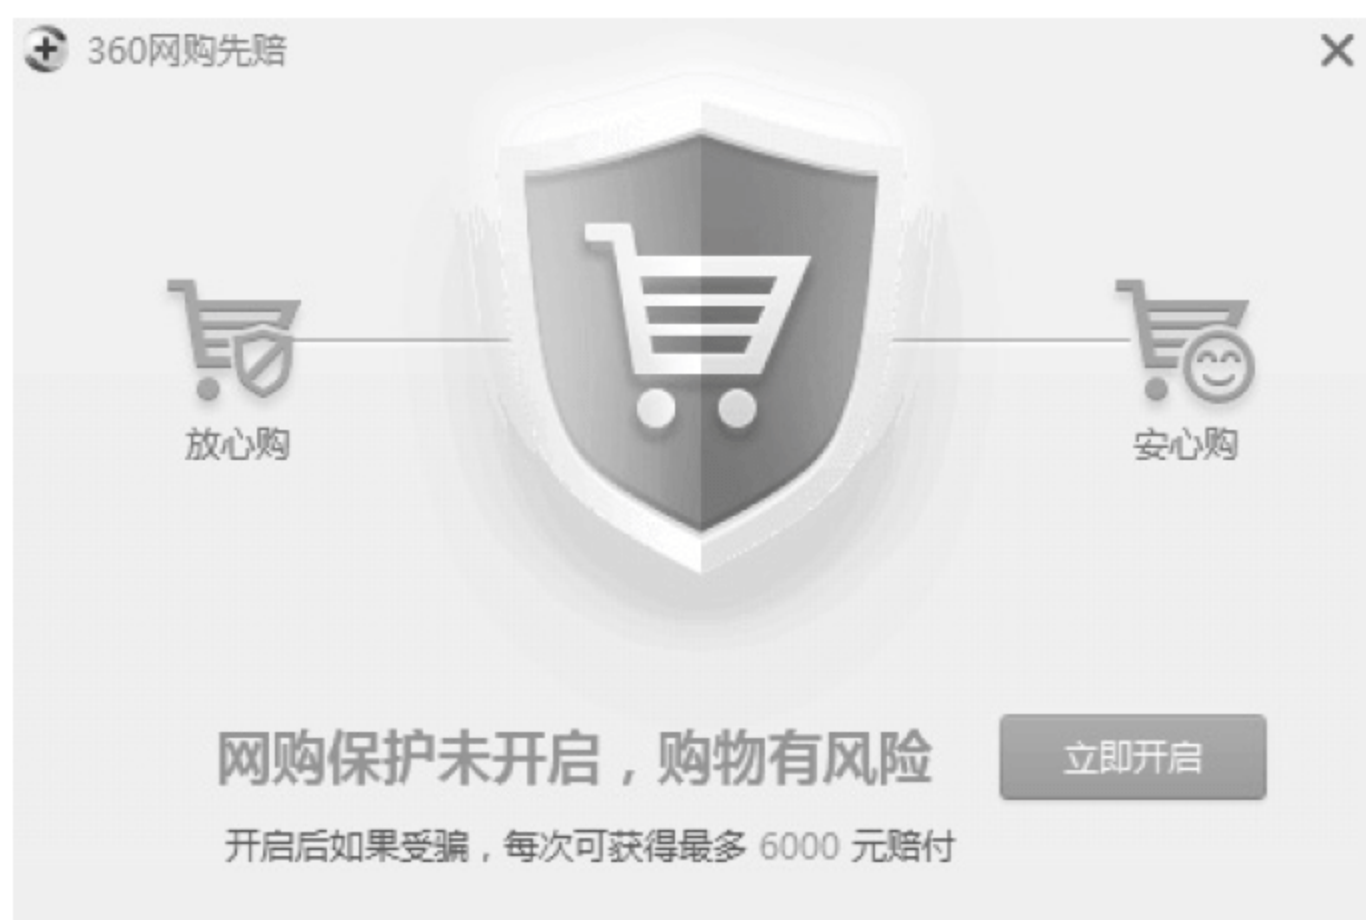 360网购先赔
放心购
安心购
网购保护未开启，购物有风险
立即开启
开启后如果受骗，每次可获得最多 6000 元赔付